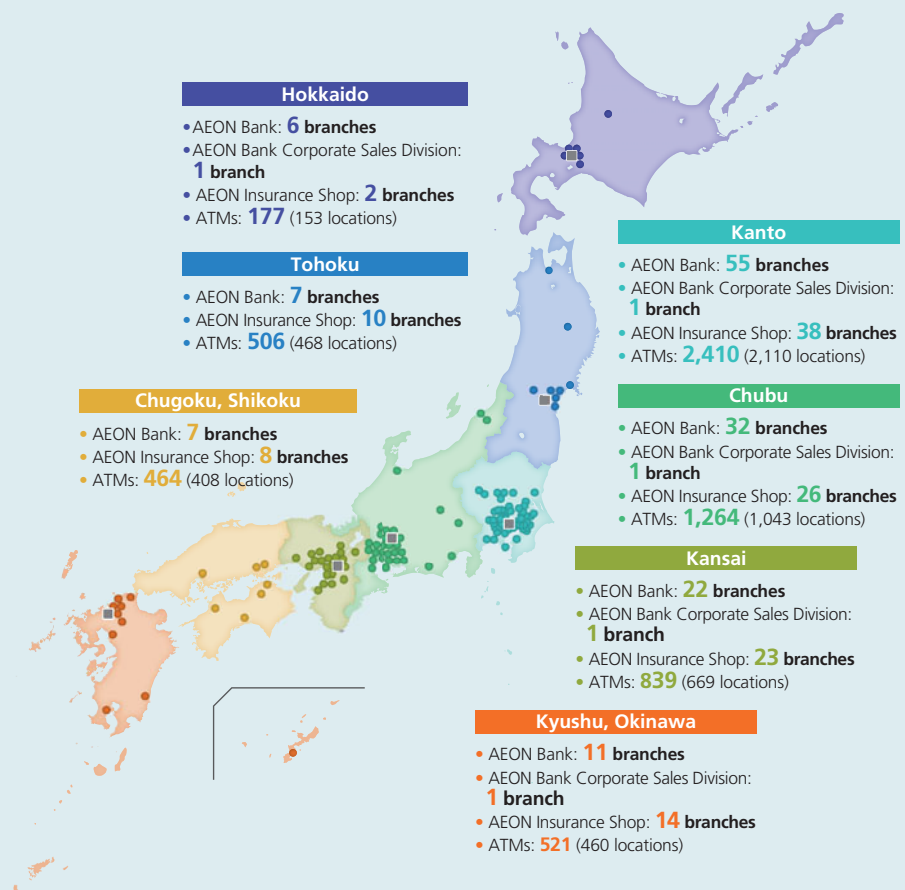 Hokkaido
• AEON Bank: 6 branches
• AEON Bank Corporate Sales Division:
1 branch
• AEON Insurance Shop: 2 branches
• ATMs: 177 (153 locations)
Tohoku
• AEON Bank: 7 branches
• AEON Insurance Shop: 10 branches
• ATMs: 506 (468 locations)
Chugoku, Shikoku
• AEON Bank: 7 branches
• AEON Insurance Shop: 8 branches
• ATMs: 464 (408 locations)
Kanto
• AEON Bank: 55 branches
• AEON Bank Corporate Sales Division:
1 branch
• AEON Insurance Shop: 38 branches
• ATMs: 2,410 (2,110 locations)
Chubu
• AEON Bank: 32 branches
• AEON Bank Corporate Sales Division:
1 branch
• AEON Insurance Shop: 26 branches
• ATMs: 1,264 (1,043 locations)
Kansai
• AEON Bank: 22 branches
• AEON Bank Corporate Sales Division:
1 branch
• AEON Insurance Shop: 23 branches
• ATMs: 839 (669 locations)
Kyushu, Okinawa
• AEON Bank: 11 branches
• AEON Bank Corporate Sales Division:
1 branch
• AEON Insurance Shop: 14 branches
• ATMs: 521 (460 locations)